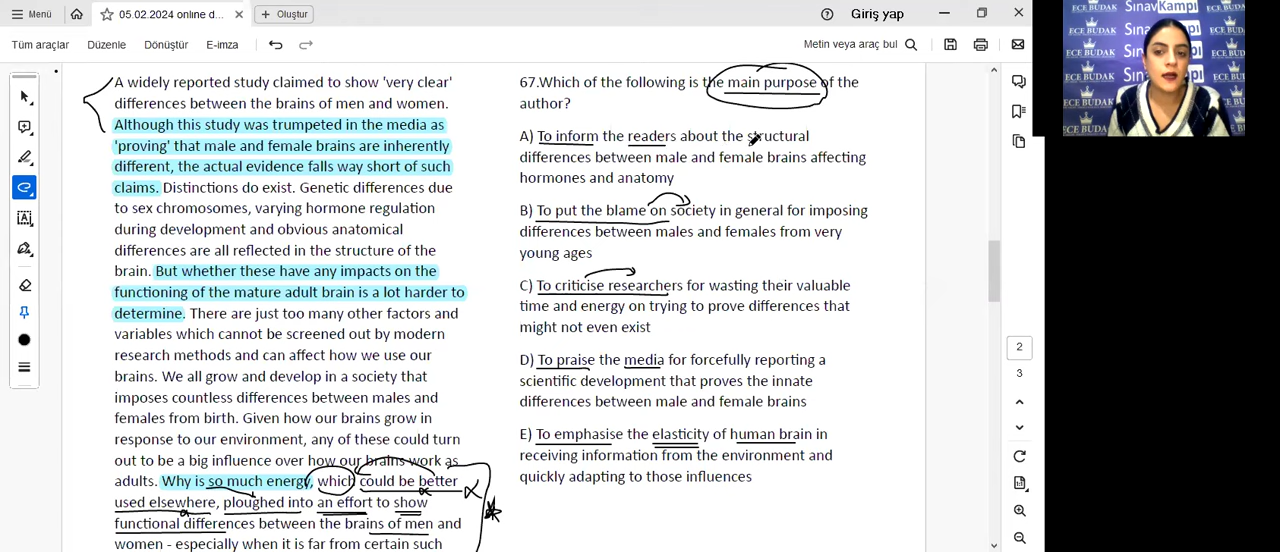 Menü
05.02.2024 online d...
Oluştur
Giriş yap
Tüm araçlar
Düzenle
Dönüştür
E-imza
Metin veya araç bul
A widely reported study claimed to show 'very clear'
differences between the brains of men and women.
Although this study was trumpeted in the media as
'proving' that male and female brains are inherently
different, the actual evidence falls way short of such
claims. Distinctions do exist. Genetic differences due
to sex chromosomes, varying hormone regulation
during development and obvious anatomical
differences are all reflected in the structure of the
brain. But whether these have any impacts on the
functioning of the mature adult brain is a lot harder to
determine. There are just too many other factors and
variables which cannot be screened out by modern
research methods and can affect how we use our
brains. We all grow and develop in a society that
imposes countless differences between males and
females from birth. Given how our brains grow in
response to our environment, any of these could turn
out to be a big influence over how our brains work as
adults. Why is so much energy, which could be better
used elsewhere, ploughed into an effort to show
functional differences between the brains of men and
women - especially when it is far from certain such
67.Which of the following is the main purpose of the
author?
A) To inform the readers about the structural
differences between male and female brains affecting
hormones and anatomy
B) To put the blame on society in general for imposing
differences between males and females from very
young ages
C) To criticise researchers for wasting their valuable
time and energy on trying to prove differences that
might not even exist
D) To praise the media for forcefully reporting a
scientific development that proves the innate
differences between male and female brains
E) To emphasise the elasticity of human brain in
receiving information from the environment and
quickly adapting to those influences
2
3
ECE BUDAK
SınavKampı
ECE BUDAK
ECE BUDAK
ECE BUDAK